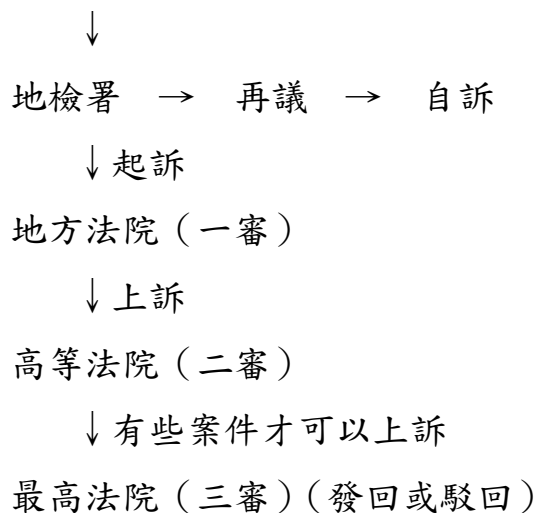 ↓
地檢署 → 再議 → 自訴
↓起訴
地方法院（一審）
↓上訴
高等法院（二審）
↓有些案件才可以上訴
最高法院（三審）（發回或駁回）